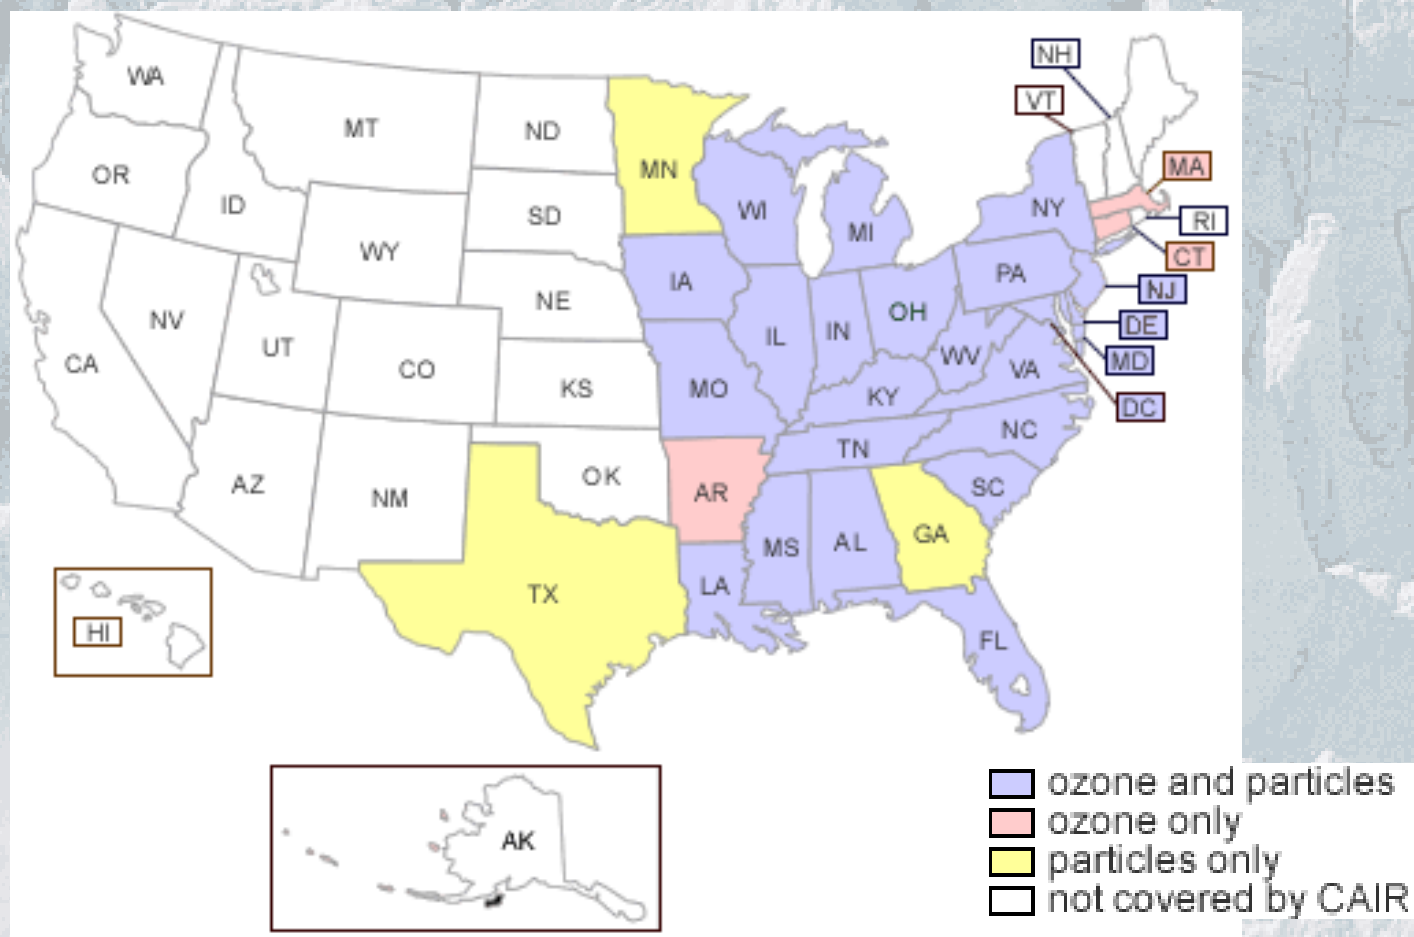 NH
WA
VT
MT
ND
MN
MA
OR
ID
SD
WI
NY
RI
MI
WY
CT
PA
IA
NJ
NE
OH
NV
DE
IL
IN
UT
WV
MD
CA
CO
VA
KS
MO
KY
DC
NC
TN
OK
AZ
SC
AR
NM
GA
MS
AL
LA
TX
HI
FL
AK
ozone and particles
ozone only
particles only
not covered by CAIR